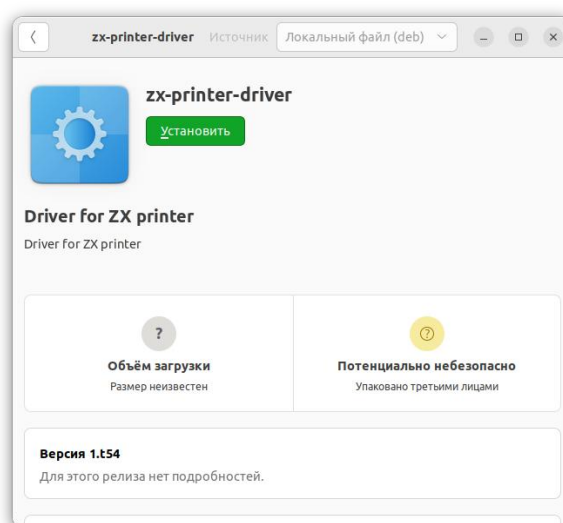 zx-printer-driver Источник Локальный файл (deb)
zx-printer-driver
Установить
Driver for ZX printer
Driver for ZX printer
?
?
Объём загрузки
Потенциально небезопасно
Размер неизвестен
Упаковано третьими лицами
Версия 1.t54
Для этого релиза нет подробностей.